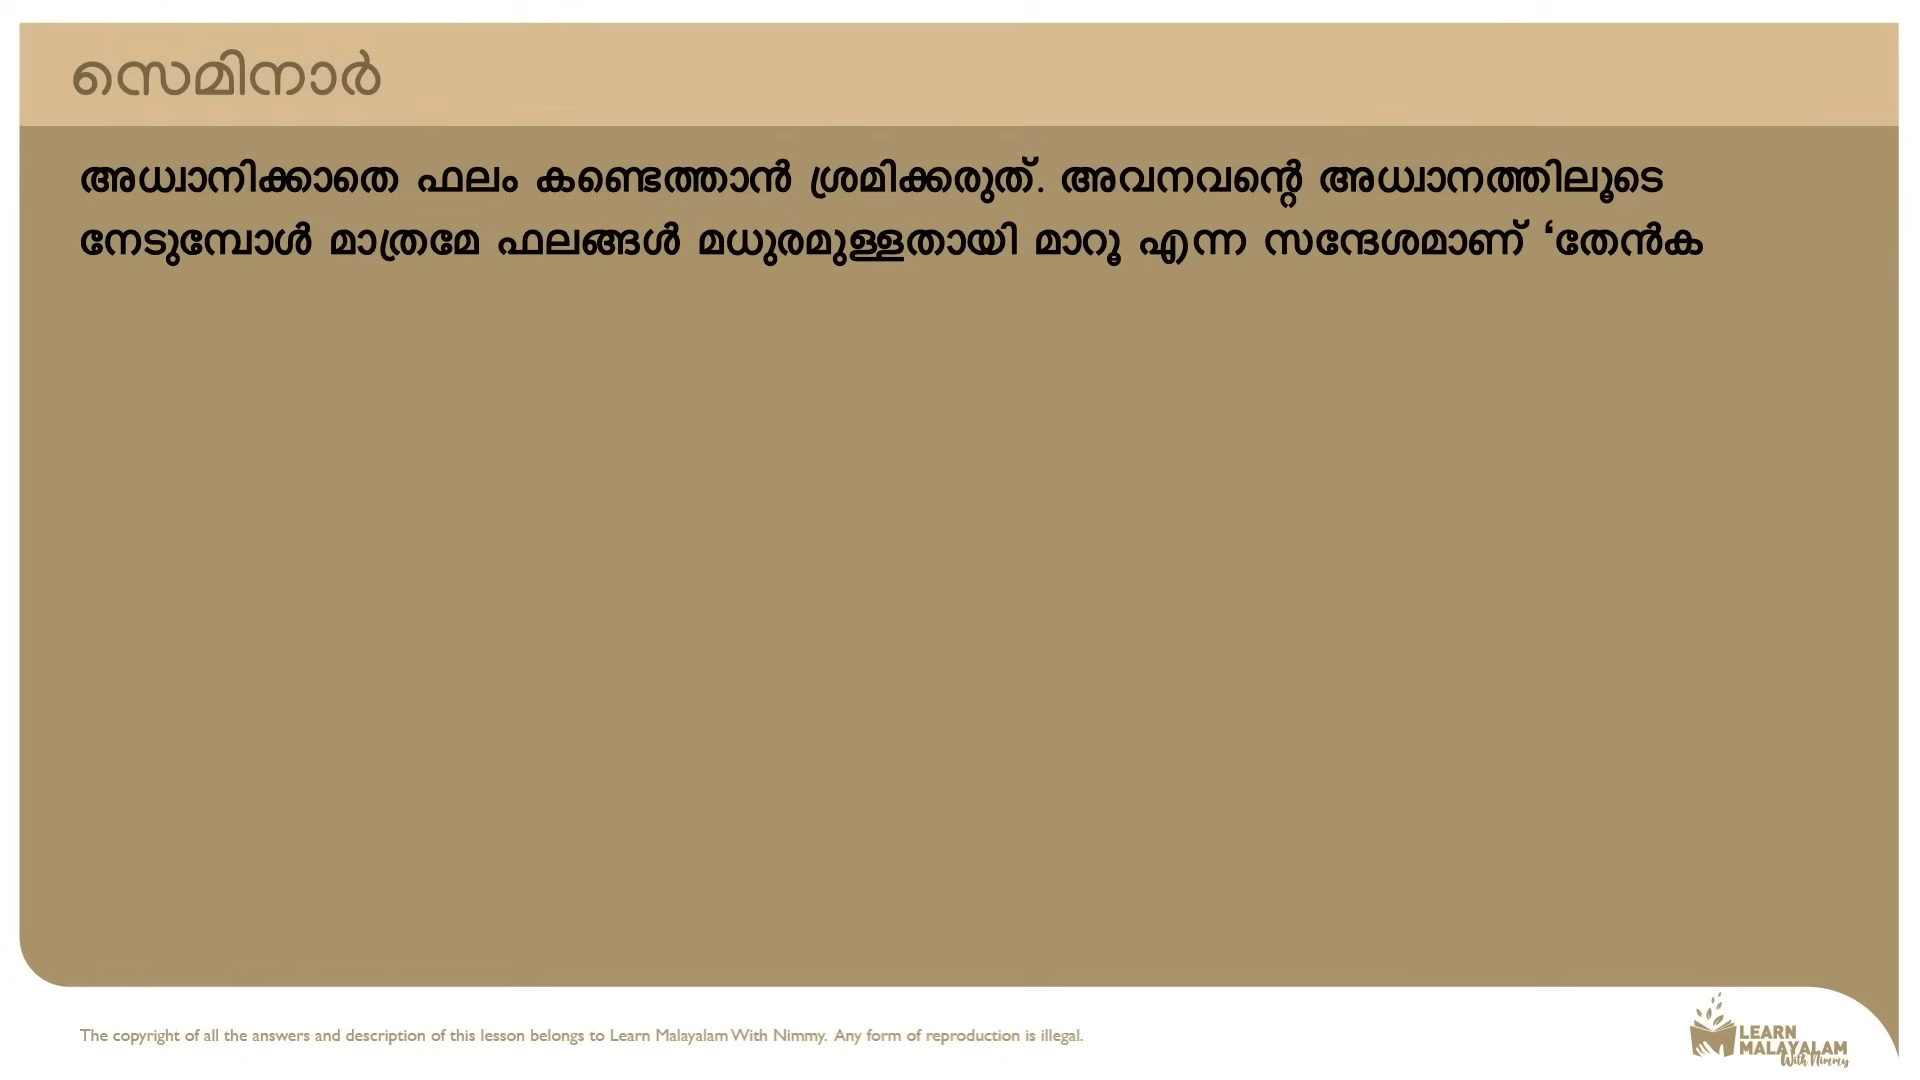 സെമിനാർ
അധ്വാനിക്കാതെ ഫലം കണ്ടെത്താൻ ശ്രമിക്കരുത്. അവനവന്റെ അധ്വാനത്തിലൂടെ
നേടുമ്പോൾ മാത്രമേ ഫലങ്ങൾ മധുരമുള്ളതായി മാറൂ എന്ന സന്ദേശമാണ് ‘തേൻക
The copyright of all the answers and description of this lesson belongs to Learn Malayalam With Nimmy. Any form of reproduction is illegal.
LEARN
MALAYALAM
With Nimmy